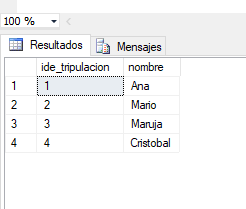 100 %
Resultados Mensajes
ide_tripulacion nombre
1 1 Ana
2 2 Mario
3 3 Maruja
4 4 Cristobal